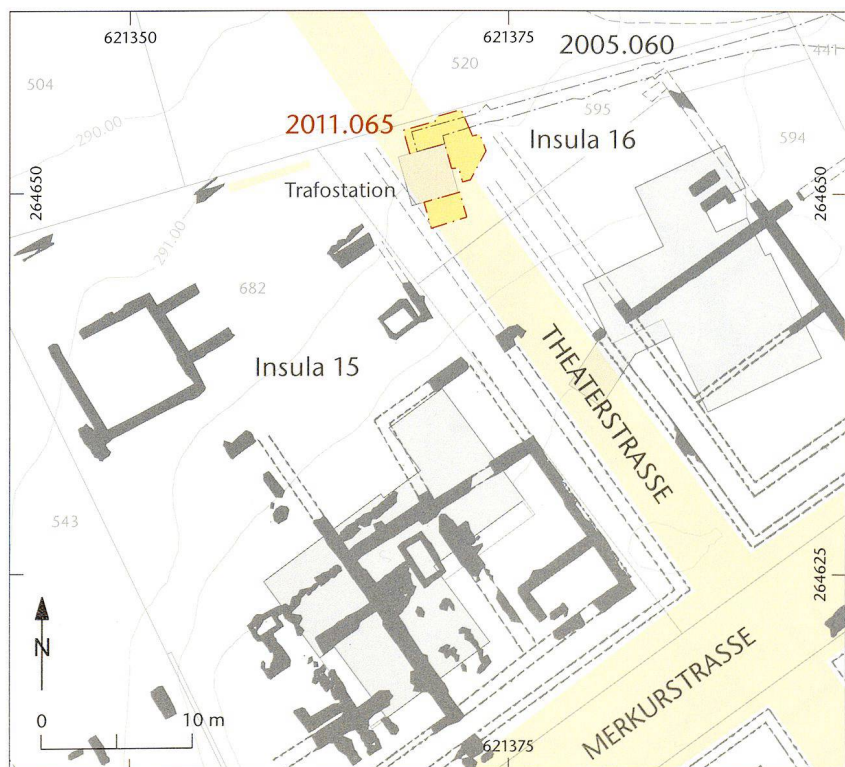 621350
621375
2005.060
520
441
504
290.00
2011.065
595
Insula 16
594
264650
Trafostation
264650
291.00
682
Insula 15
THEATERSTRASSE
543
264625
N
MERKURSTRASSE
0 10 m
621375